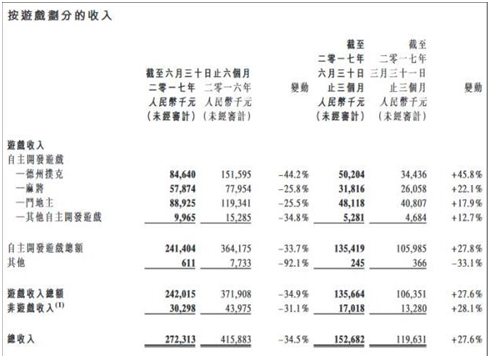 按遊戲劃分的收入
截至 截至
二零一七年 二零一七年
截至六月三十日止六個月 六月三十日 三月三十一日
二零一七年 二零一六年 變動 止三個月 止三個月 變動
人民幣千元 人民幣千元 人民幣千元 人民幣千元
(未經審計) (未經審計) (未經審計) (未經審計)
遊戲收入
自主開發遊戲
—德州撲克 84,640 151,595 -44.2% 50,204 34,436 +45.8%
—麻將 57,874 77,954 -25.8% 31,816 26,058 +22.1%
—鬥地主 88,925 119,341 -25.5% 48,118 40,807 +17.9%
—其他自主開發遊戲 9,965 15,285 -34.8% 5,281 4,684 +12.7%
自主開發遊戲總額 241,404 364,175 -33.7% 135,419 105,985 +27.8%
其他 611 7,733 -92.1% 245 366 -33.1%
遊戲收入總額 242,015 371,908 -34.9% 135,664 106,351 +27.6%
非遊戲收入(1) 30,298 43,975 -31.1% 17,018 13,280 +28.1%
總收入 272,313 415,883 -34.5% 152,682 119,631 +27.6%